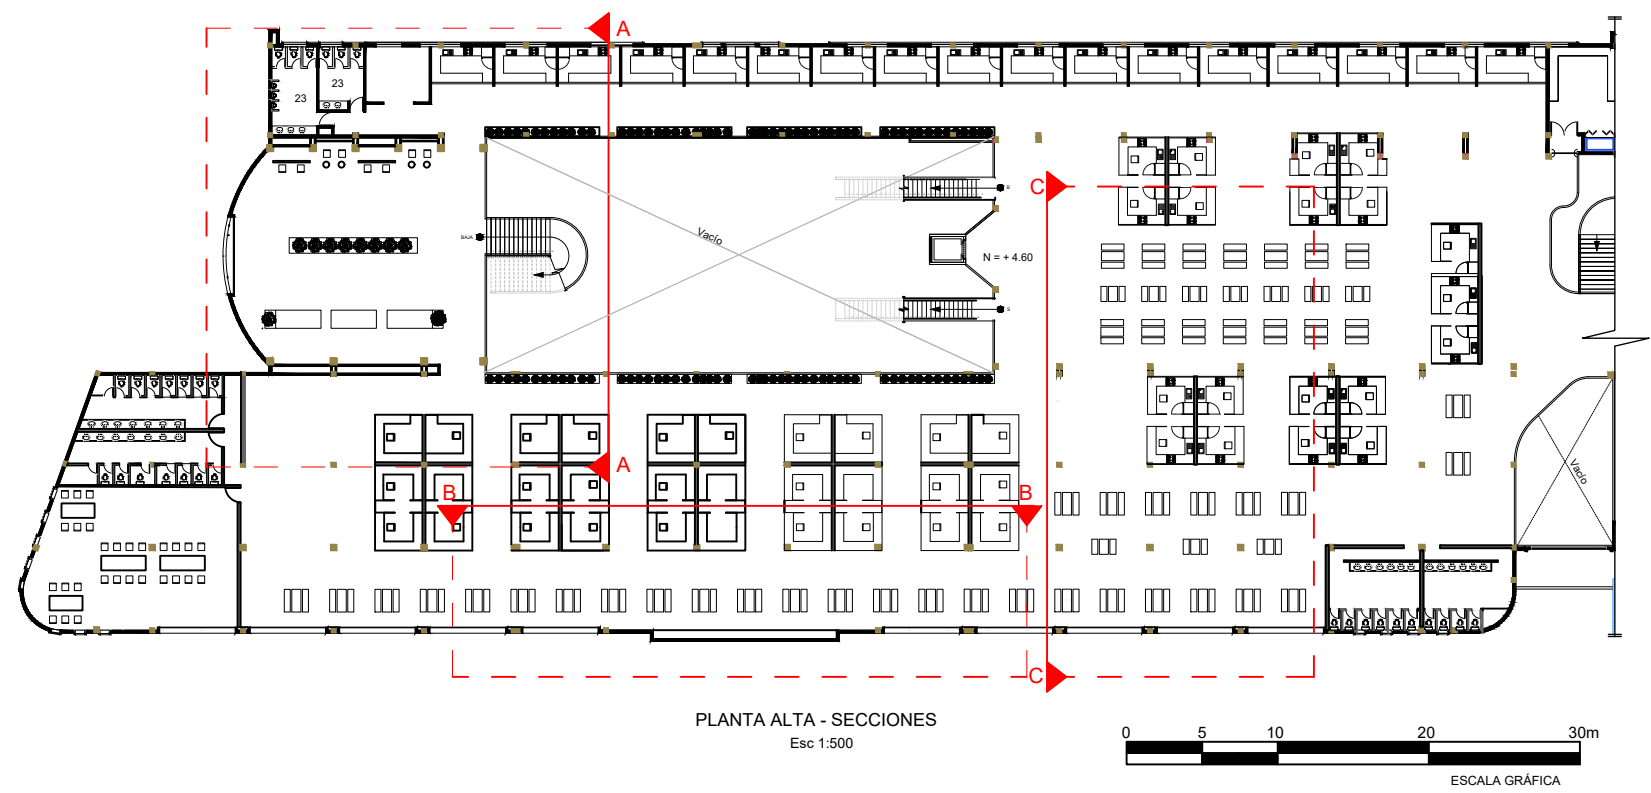 A
23
23
C
Vacío
BAJA
N = + 4.60
S
A
B
B
Vacío
C
PLANTA ALTA - SECCIONES
Esc 1:500
0 5 10 20 30m
ESCALA GRÁFICA